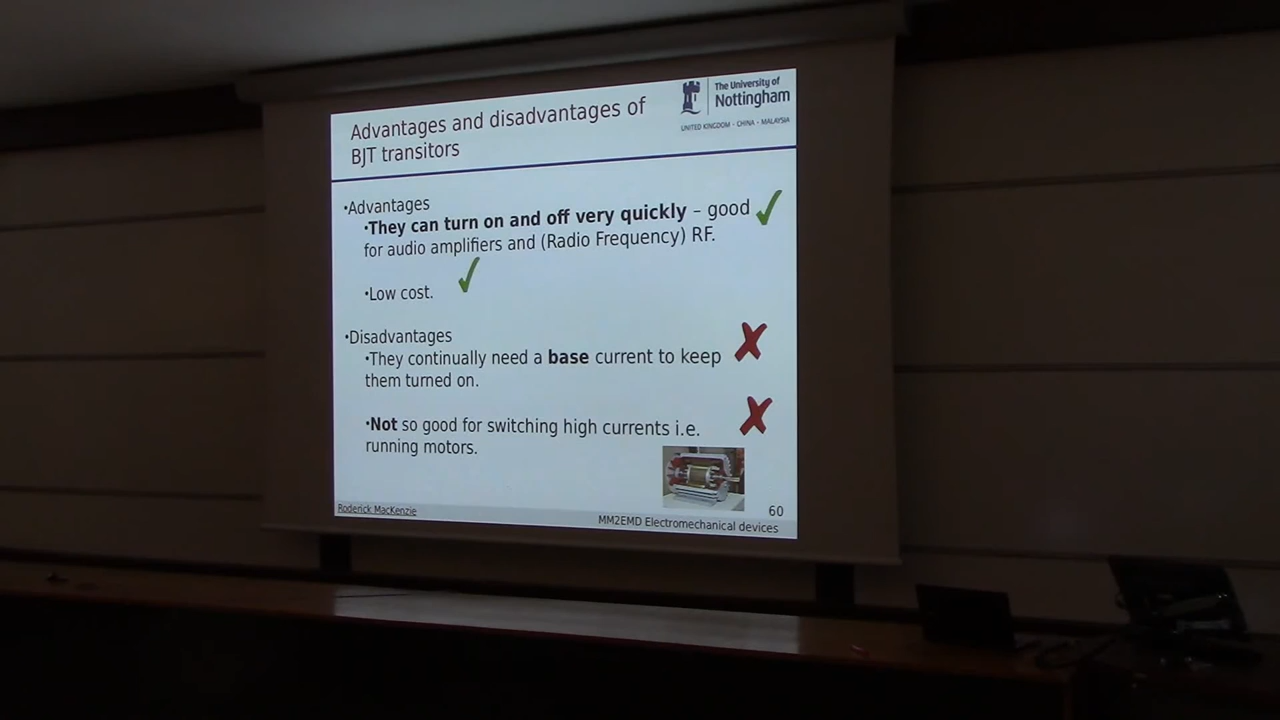 Advantages and disadvantages of
BJT transitors
The University of
Nottingham
UNITED KINGDOM · CHINA · MALAYSIA
•Advantages
•They can turn on and off very quickly – good
for audio amplifiers and (Radio Frequency) RF.
•Low cost.
•Disadvantages
•They continually need a base current to keep
them turned on.
•Not so good for switching high currents i.e.
running motors.
Roderick MacKenzie
MM2EMD Electromechanical devices
60